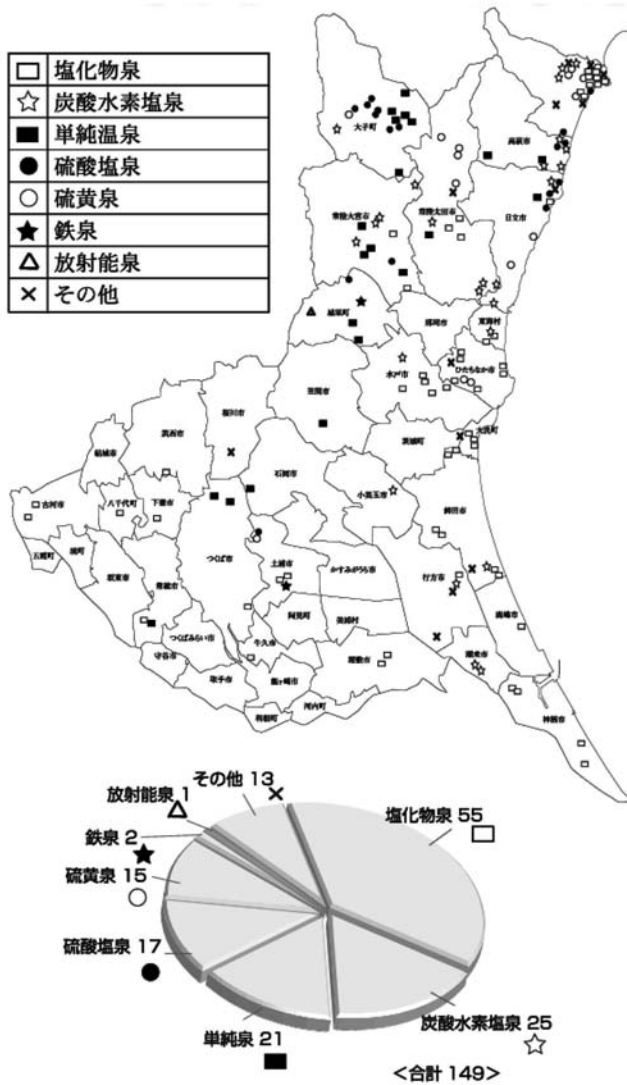 塩化物泉
炭酸水素塩泉
単純温泉
硫酸塩泉
硫黄泉
鉄泉
放射能泉
その他
大子町
高萩市
常陸大宮市
常陸太田市
日立市
城里町
那珂市
東海村
水戸市
ひたちなか市
笠間市
桜川市
筑西市
結城市
茨城町
大洗町
石岡市
小美玉市
古河市
八千代町
下妻市
鉾田市
五霞町
境町
坂東市
常総市
つくば市
土浦市
かすみがうら市
行方市
阿見町
美浦村
鹿嶋市
つくばみらい市
牛久市
守谷市
取手市
龍ヶ崎市
稲敷市
潮来市
利根町
河内町
神栖市
その他 13
放射能泉 1
塩化物泉 55
鉄泉 2
硫黄泉 15
硫酸塩泉 17
炭酸水素塩泉 25
単純泉 21
<合計 149>